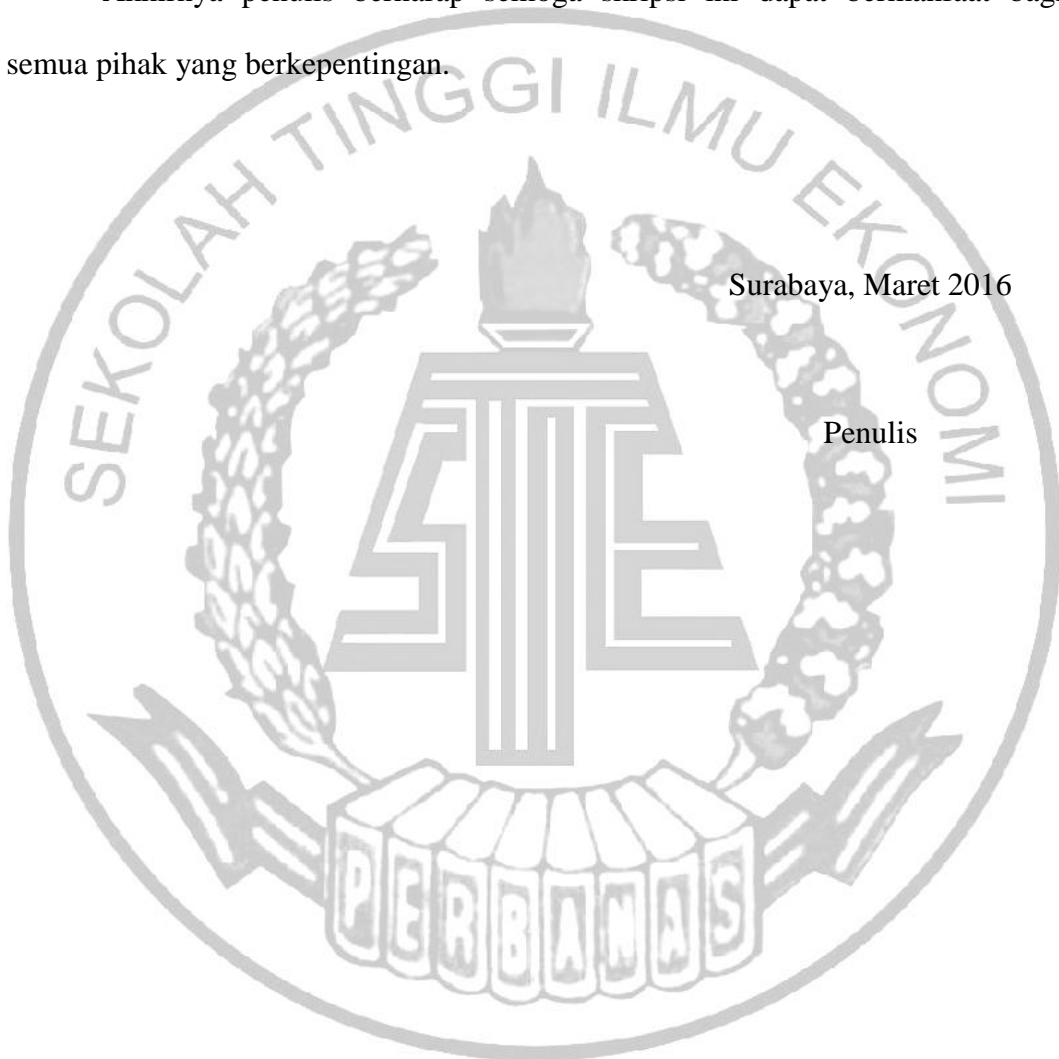 Akhirnya penulis berharap semoga skripsi ini dapat bermanfaat bagi
semua pihak yang berkepentingan.
SEKOLAH TINGGI ILMU EKONOMI
Surabaya, Maret 2016
Penulis
STIE
PERBANAS